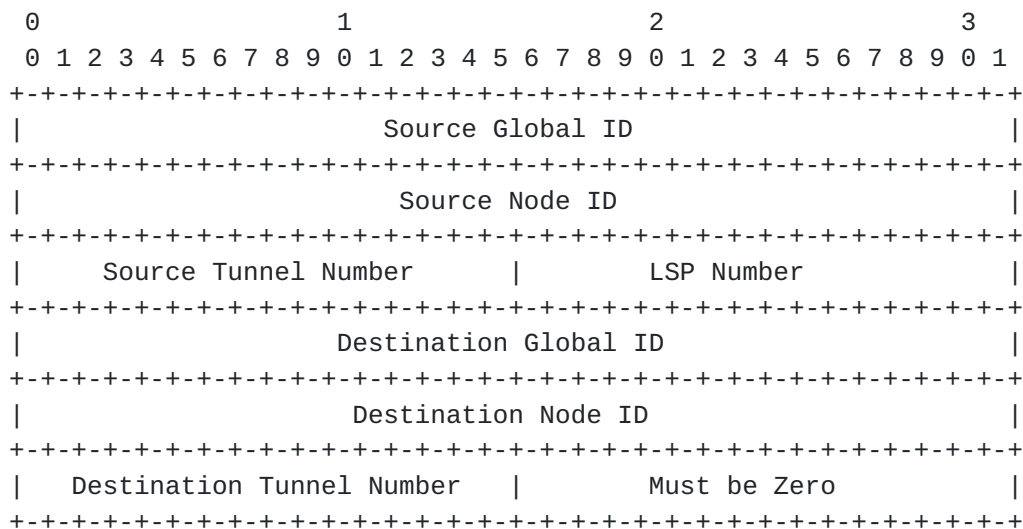 0                   1                   2                   3
0 1 2 3 4 5 6 7 8 9 0 1 2 3 4 5 6 7 8 9 0 1 2 3 4 5 6 7 8 9 0 1
+-+-+-+-+-+-+-+-+-+-+-+-+-+-+-+-+-+-+-+-+-+-+-+-+-+-+-+-+-+-+-+-+
|                       Source Global ID                        |
+-+-+-+-+-+-+-+-+-+-+-+-+-+-+-+-+-+-+-+-+-+-+-+-+-+-+-+-+-+-+-+-+
|                        Source Node ID                         |
+-+-+-+-+-+-+-+-+-+-+-+-+-+-+-+-+-+-+-+-+-+-+-+-+-+-+-+-+-+-+-+-+
|     Source Tunnel Number      |        LSP Number             |
+-+-+-+-+-+-+-+-+-+-+-+-+-+-+-+-+-+-+-+-+-+-+-+-+-+-+-+-+-+-+-+-+
|                    Destination Global ID                      |
+-+-+-+-+-+-+-+-+-+-+-+-+-+-+-+-+-+-+-+-+-+-+-+-+-+-+-+-+-+-+-+-+
|                     Destination Node ID                       |
+-+-+-+-+-+-+-+-+-+-+-+-+-+-+-+-+-+-+-+-+-+-+-+-+-+-+-+-+-+-+-+-+
|   Destination Tunnel Number   |        Must be Zero           |
+-+-+-+-+-+-+-+-+-+-+-+-+-+-+-+-+-+-+-+-+-+-+-+-+-+-+-+-+-+-+-+-+